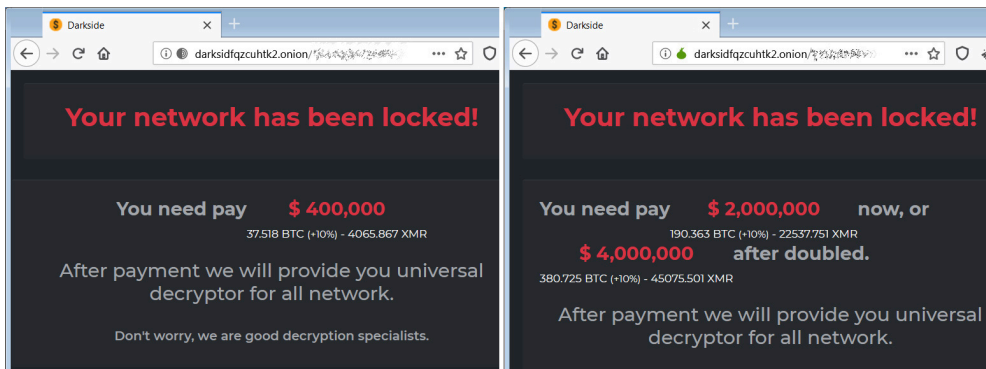 Darkside
darksidfqzcuhtk2.onion/
Your network has been locked!
You need pay $ 400,000
37.518 BTC (+10%) - 4065.867 XMR
After payment we will provide you universal
decryptor for all network.
Don't worry, we are good decryption specialists.
Darkside
darksidfqzcuhtk2.onion/
Your network has been locked!
You need pay $ 2,000,000 now, or
190.363 BTC (+10%) - 22537.751 XMR
$ 4,000,000 after doubled.
380.725 BTC (+10%) - 45075.501 XMR
After payment we will provide you universal
decryptor for all network.